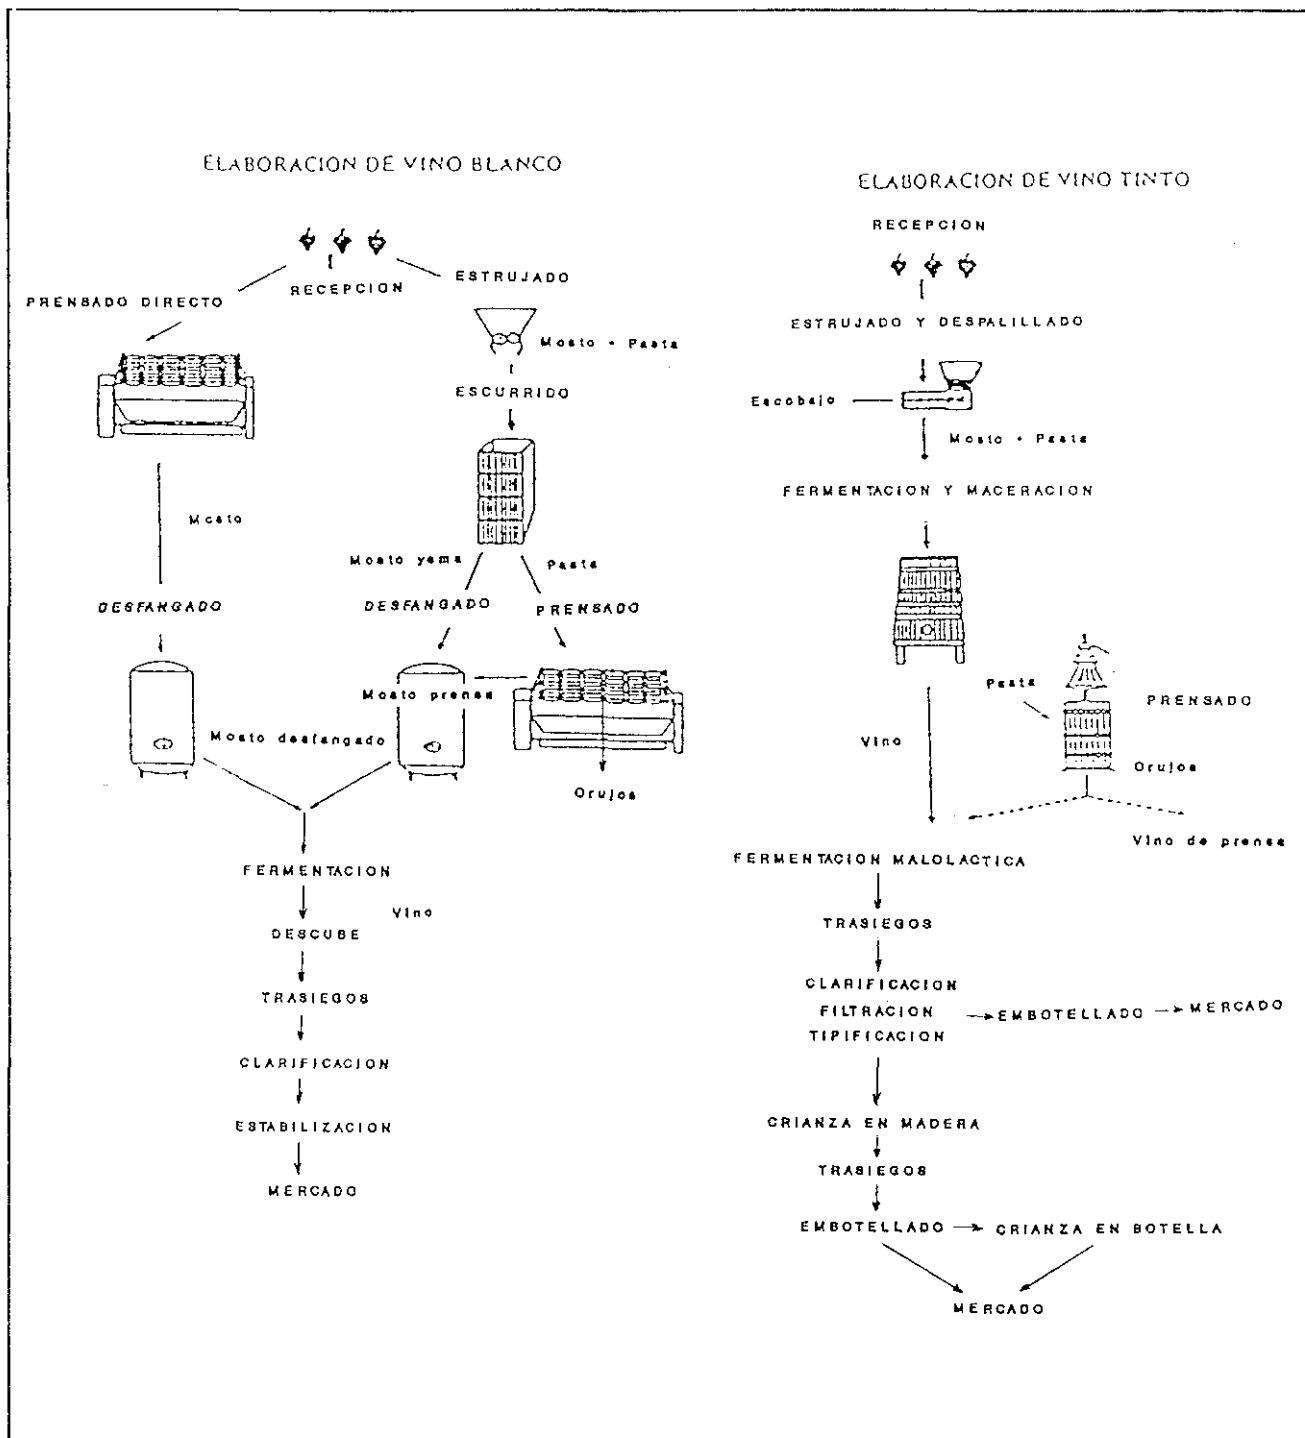 ELABORACION DE VINO BLANCO
RECEPCION
PRENSADO DIRECTO
ESTRUJADO
Mosto + Pasta
ESCURRIDO
Mosto
Mosto yema
Pasta
DESFANGADO
DESFANGADO
PRENSADO
Mosto prensa
Mosto desfangado
Orujos
FERMENTACION
Vino
DESCUBE
TRASIEGOS
CLARIFICACION
ESTABILIZACION
MERCADO
ELABORACION DE VINO TINTO
RECEPCION
ESTRUJADO Y DESPALILLADO
Escobajo
Mosto + Pasta
FERMENTACION Y MACERACION
Pasta
PRENSADO
Vino
Orujos
Vino de prensa
FERMENTACION MALOLACTICA
TRASIEGOS
CLARIFICACION
FILTRACION
EMBOTELLADO
MERCADO
TIPIFICACION
CRIANZA EN MADERA
TRASIEGOS
EMBOTELLADO
CRIANZA EN BOTELLA
MERCADO